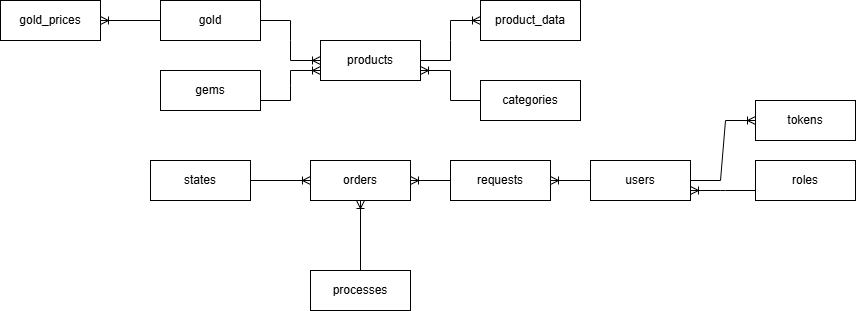 gold_prices
gold
product_data
products
gems
categories
tokens
states
orders
requests
users
roles
processes